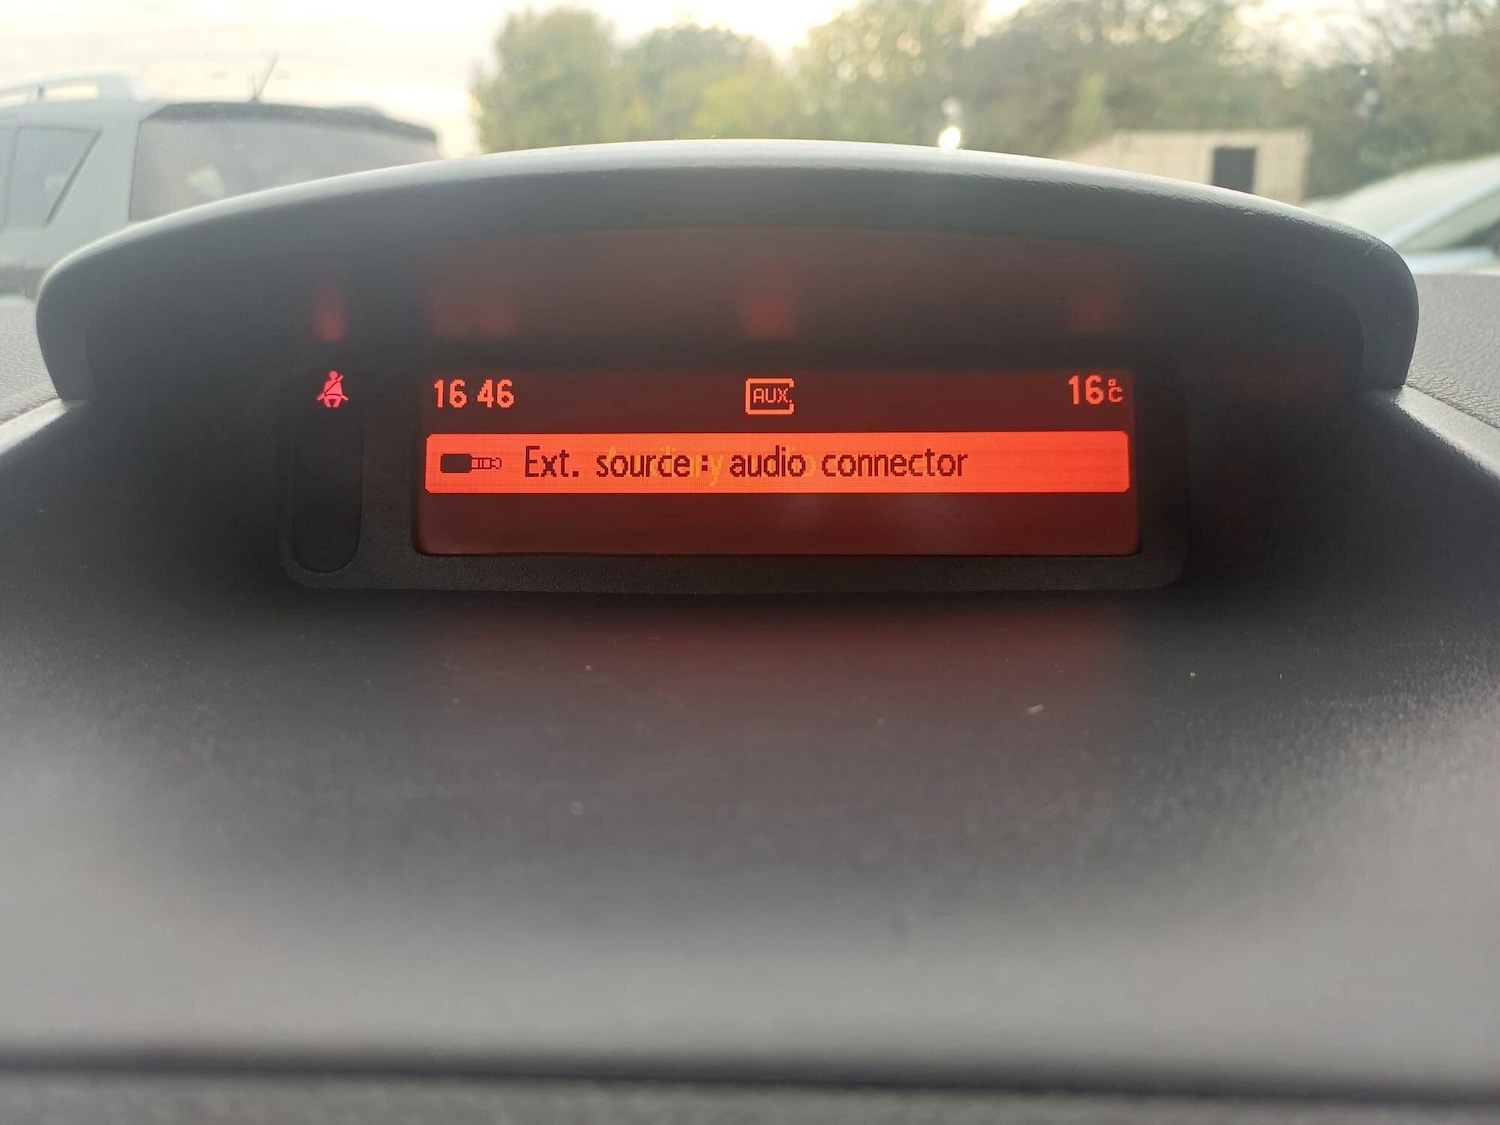 16 46
AUX.
16°C
Ext. source: audio connector